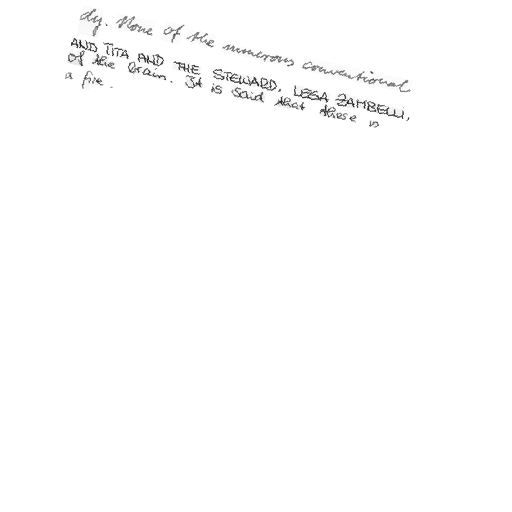 dy. None of the numerous conventional
AND TITA AND THE STEWARD, LEGA ZAMBELLI,
of the brain. It is said that these is
a fire.